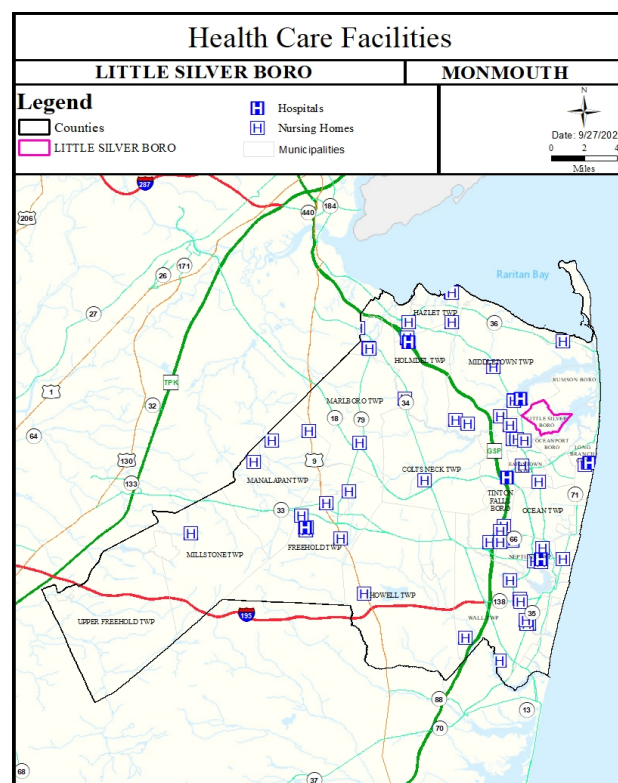 Health Care Facilities
LITTLE SILVER BORO
MONMOUTH
Legend
Counties
LITTLE SILVER BORO
H Hospitals
H Nursing Homes
Municipalities
N
Date: 9/27/202
0 2 4
Miles
287
440
184
206
171
26
27
Raritan Bay
HAZLET TWP
36
HOLMDEL TWP
MIDDLETOWN TWP
TPK
1
32
RUMSON BORO
MARLBORO TWP
34
18
79
LITTLE SILVER
BORO
64
OCEANPORT
BORO
LONG
BRANCH
130
9
GSP
133
MANALAPAN TWP
COLTS NECK TWP
TINTON
FALLS
BORO
71
33
OCEAN TWP
MILLSTONE TWP
FREEHOLD TWP
66
HOWELL TWP
138
35
UPPER FREEHOLD TWP
195
WALL TWP
88
13
70
68
37